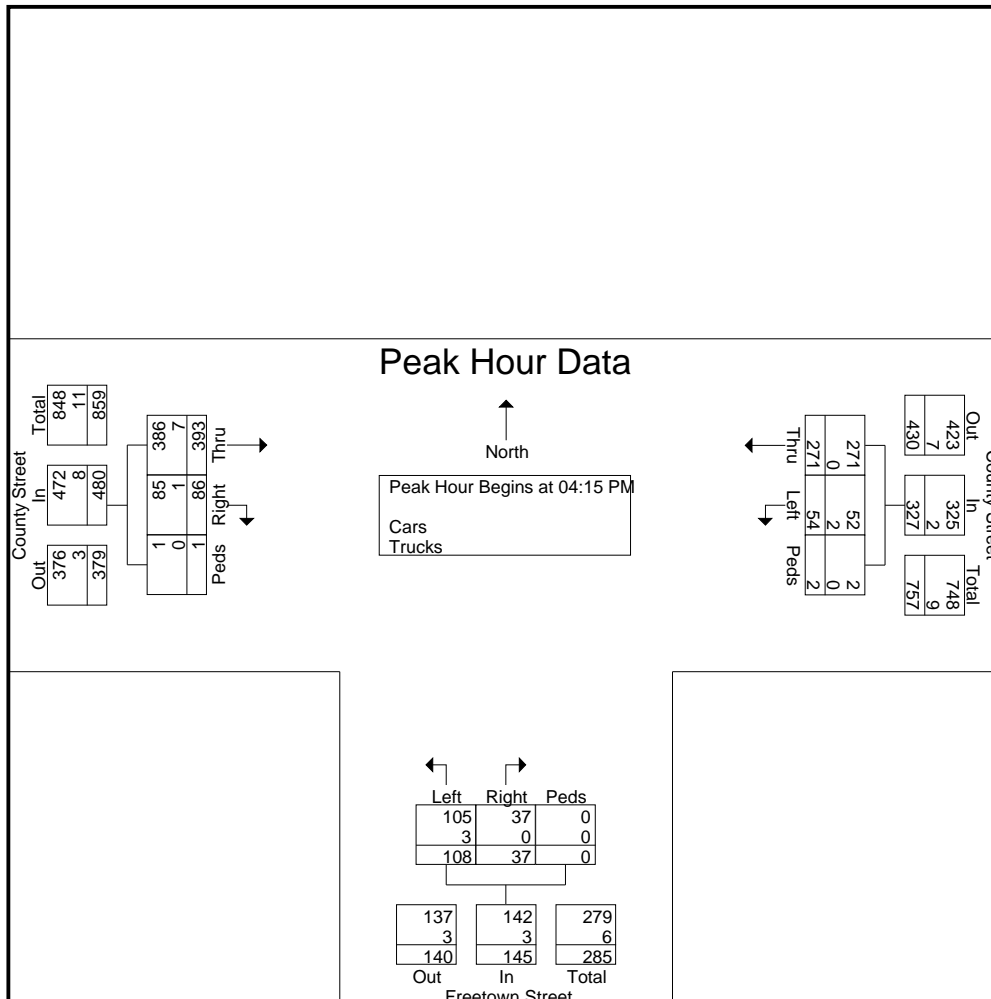 Peak Hour Data
North
Peak Hour Begins at 04:15 PM
Cars
Trucks
County Street
Total
848
11
859
In
472
8
480
Out
376
3
379
Thru
386
7
393
Right
85
1
86
Peds
1
0
1
County Street
Out
423
7
430
In
325
2
327
Total
748
9
757
Thru
271
0
271
Left
52
2
54
Peds
2
0
2
Left Right Peds
105 37 0
3 0 0
108 37 0
137 142 279
3 3 6
140 145 285
Out In Total
Freetown Street